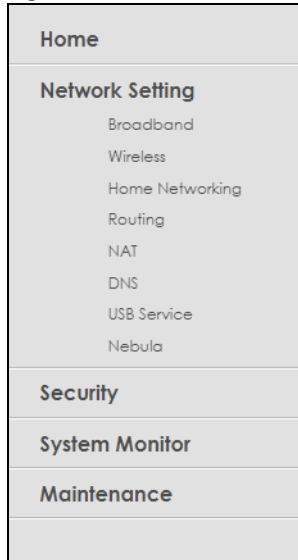 Home
Network Setting
Broadband
Wireless
Home Networking
Routing
NAT
DNS
USB Service
Nebula
Security
System Monitor
Maintenance